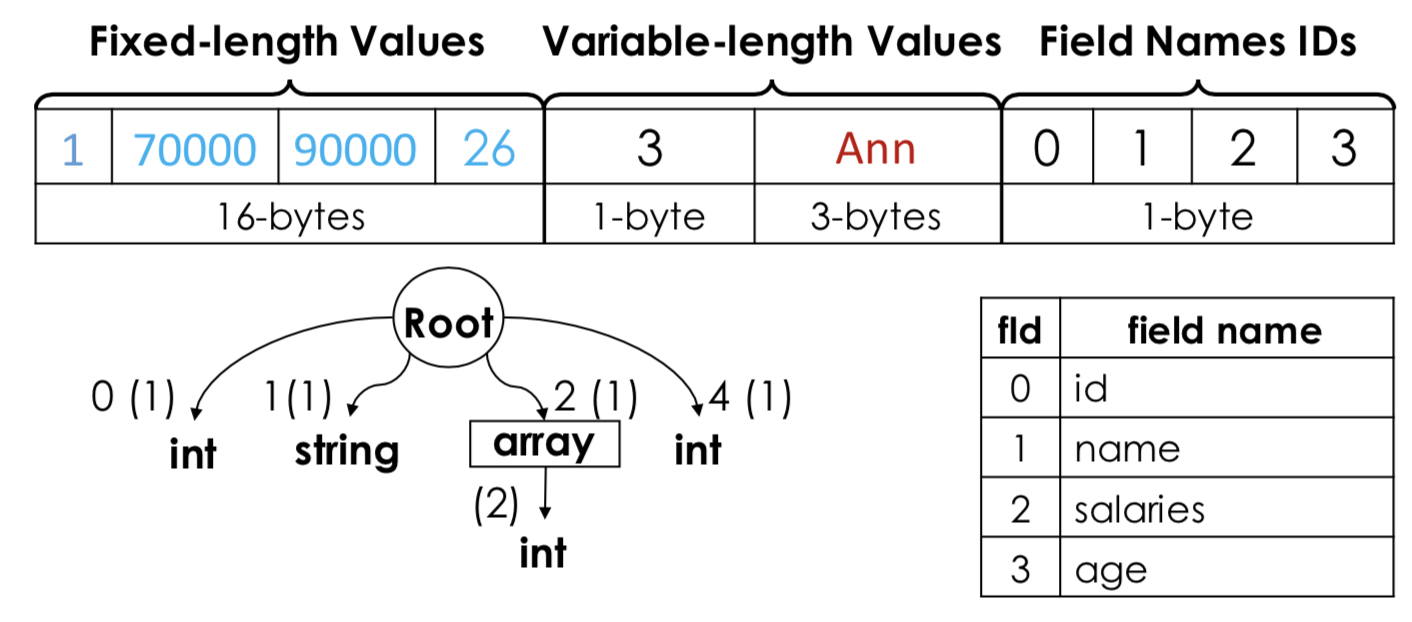 Fixed-length Values Variable-length Values Field Names IDs
1 70000 90000 26 3 Ann 0 1 2 3
16-bytes 1-byte 3-bytes 1-byte
Root
0 (1) 1(1) 2 (1) 4 (1)
int string array int
(2)
int
fId field name
0 id
1 name
2 salaries
3 age